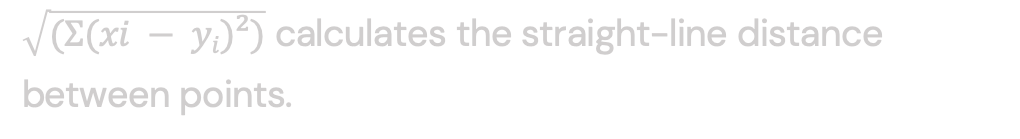 √(Σ(xi − yᵢ)²) calculates the straight-line distance
between points.